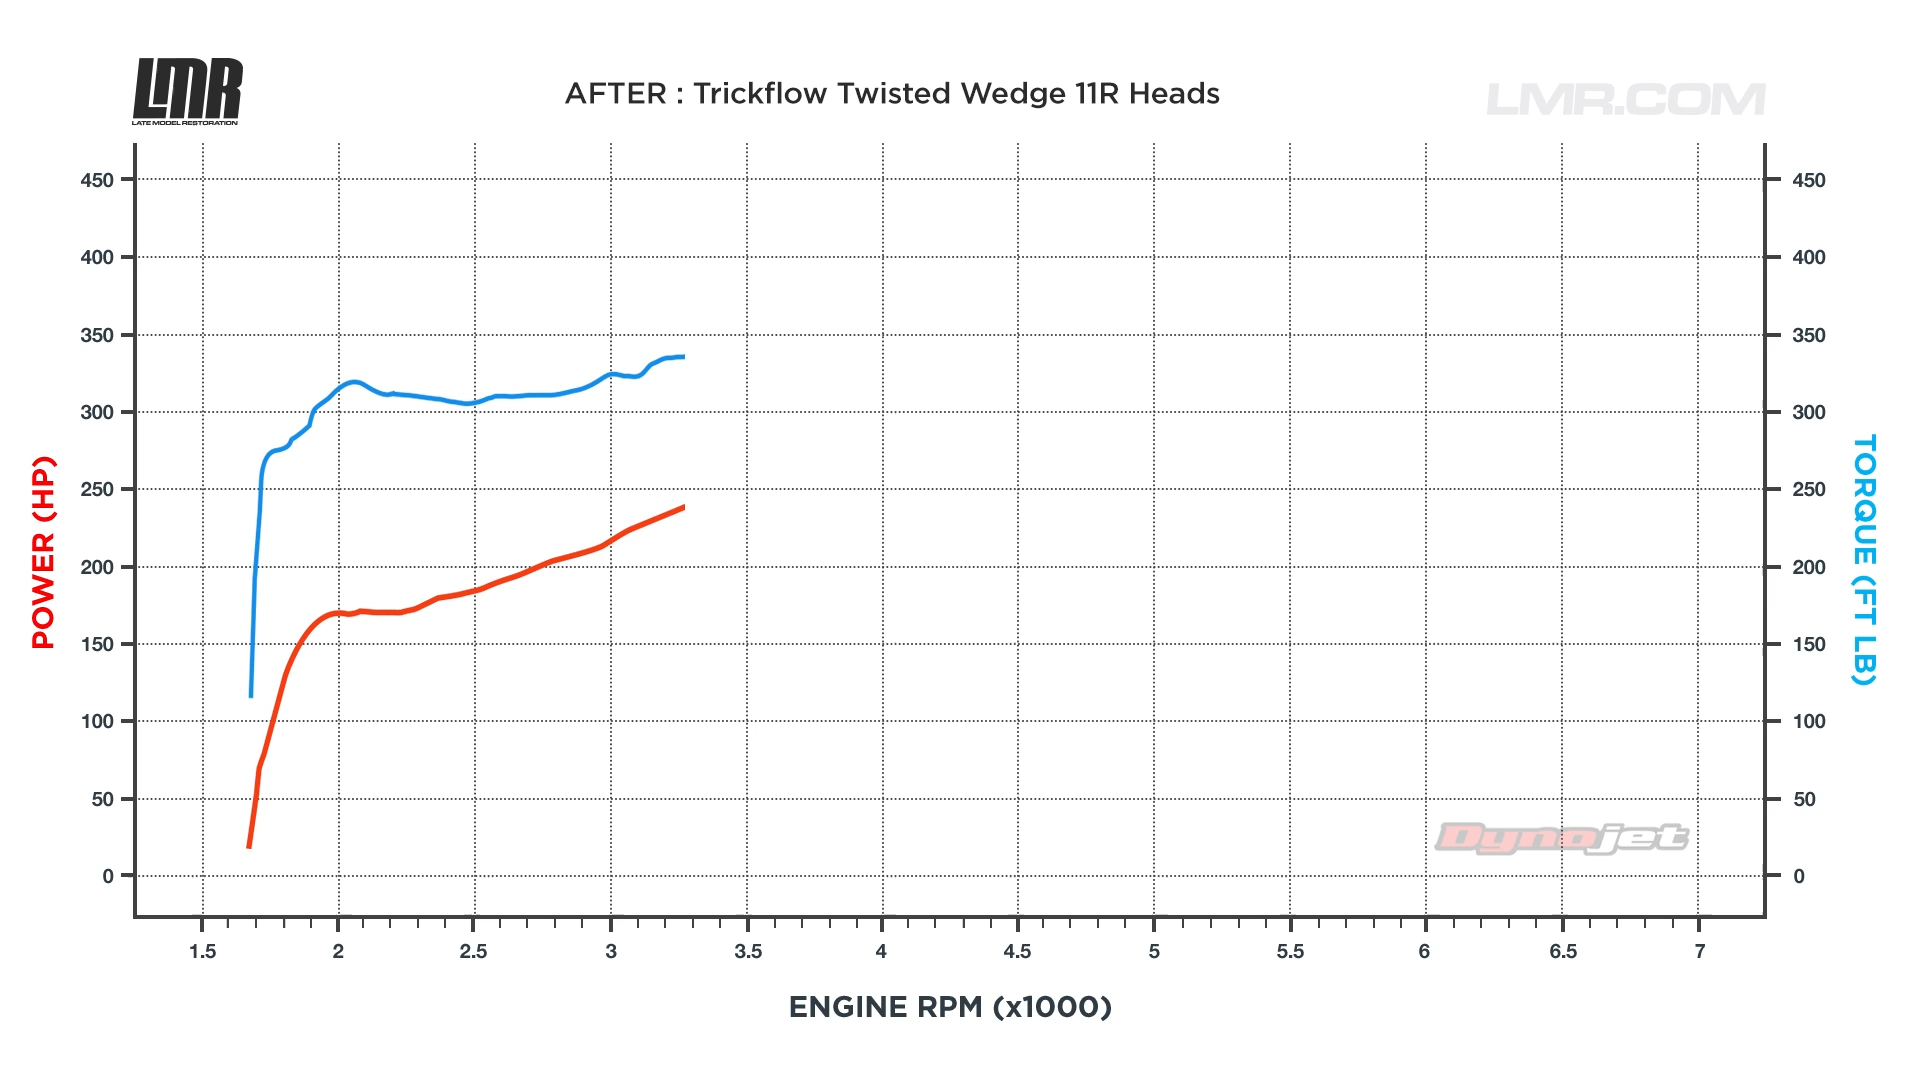 LMR
LATE MODEL RESTORATION
AFTER : Trickflow Twisted Wedge 11R Heads
LMR.COM
POWER (HP)
450
400
350
300
250
200
150
100
50
0
450
400
350
300
250
200
150
100
50
0
TORQUE (FT LB)
Dynojet
1.5 2 2.5 3 3.5 4 4.5 5 5.5 6 6.5 7
ENGINE RPM (x1000)